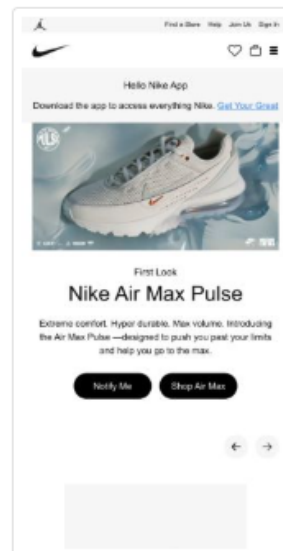 Find a Store Help Join Us Sign In
Hello Nike App
Download the app to access everything Nike. Get Your Great
PULSE
First Look
Nike Air Max Pulse
Extreme comfort. Hyper durable. Max volume. Introducing
the Air Max Pulse —designed to push you past your limits
and help you go to the max.
Notify Me Shop Air Max